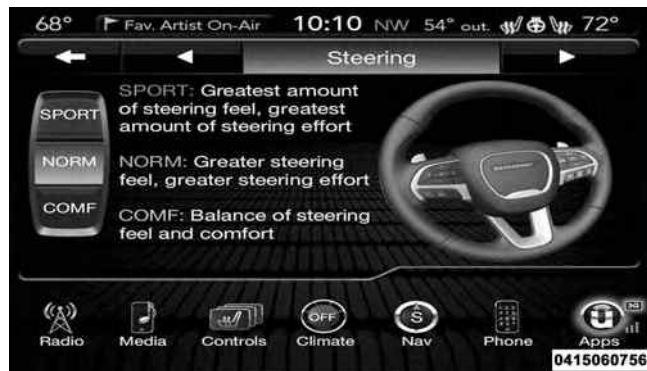 68° Fav. Artist On-Air 10:10 NW 54° out. 72°
Steering
SPORT
NORM
COMF
SPORT: Greatest amount
of steering feel, greatest
amount of steering effort
NORM: Greater steering
feel, greater steering effort
COMF: Balance of steering
feel and comfort
OFF
S
3G
Radio Media Controls Climate Nav Phone Apps
0415060756